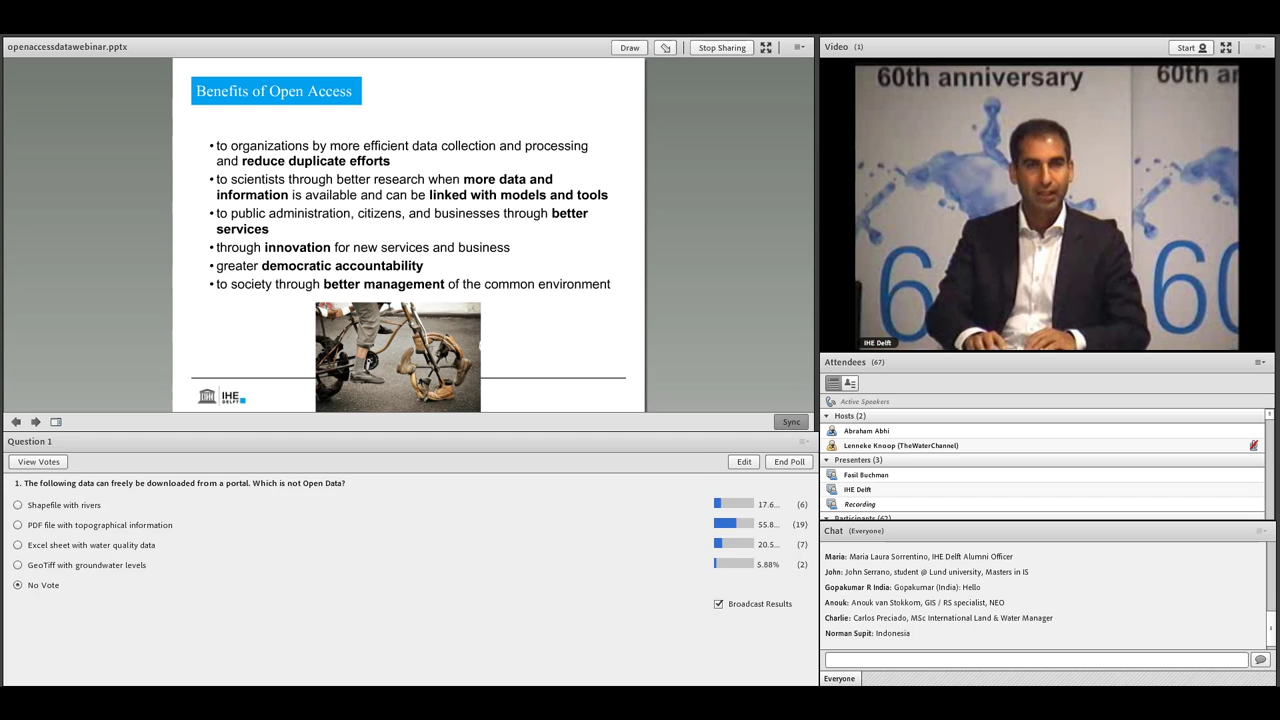 openaccessdatawebinar.pptx
Draw
Stop Sharing
Benefits of Open Access
• to organizations by more efficient data collection and processing
and reduce duplicate efforts
• to scientists through better research when more data and
information is available and can be linked with models and tools
• to public administration, citizens, and businesses through better
services
• through innovation for new services and business
• greater democratic accountability
• to society through better management of the common environment
IHE
DELFT
Sync
Question 1
View Votes
Edit
End Poll
1. The following data can freely be downloaded from a portal. Which is not Open Data?
Shapefile with rivers 17.6... (6)
PDF file with topographical information 55.8... (19)
Excel sheet with water quality data 20.5... (7)
GeoTiff with groundwater levels 5.88% (2)
No Vote
Broadcast Results
Video (1)
Start
60th anniversary
60th an
60
60
IHE Delft
Attendees (67)
Active Speakers
Hosts (2)
Abraham Abhi
Lenneke Knoop (TheWaterChannel)
Presenters (3)
Fasil Buchman
IHE Delft
Recording
Participants (62)
Chat (Everyone)
Maria: Maria Laura Sorrentino, IHE Delft Alumni Officer
John: John Serrano, student @ Lund university, Masters in IS
Gopakumar R India: Gopakumar (India): Hello
Anouk: Anouk van Stokkom, GIS / RS specialist, NEO
Charlie: Carlos Preciado, MSc International Land & Water Manager
Norman Supit: Indonesia
Everyone